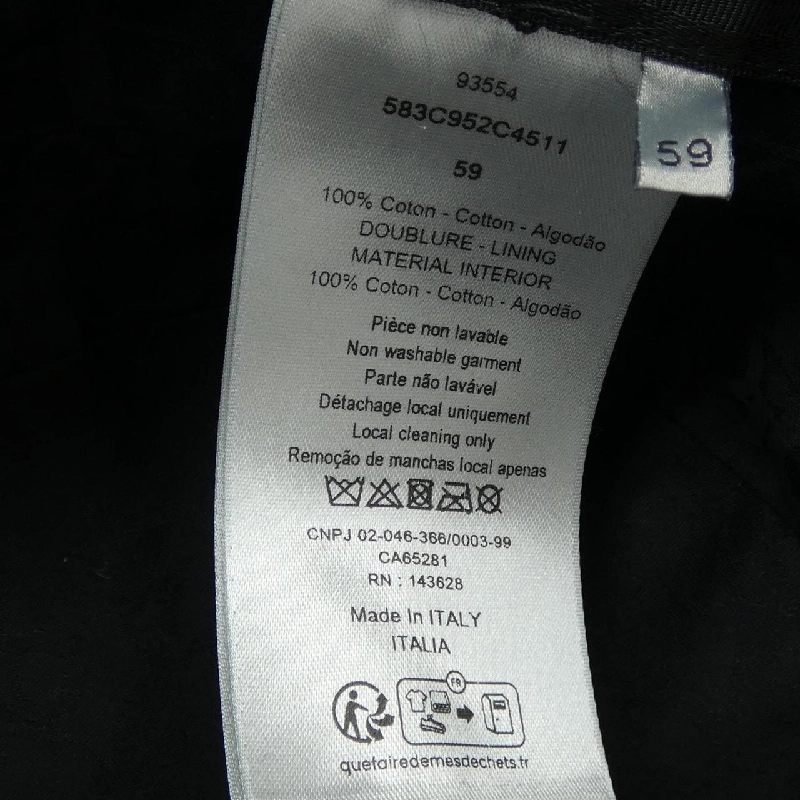 93554
583C952C4511
59
59
100% Coton - Cotton - Algodão
DOUBLURE - LINING
MATERIAL INTERIOR
100% Coton - Cotton - Algodão
Pièce non lavable
Non washable garment
Parte não lavável
Détachage local uniquement
Local cleaning only
Remoção de manchas local apenas
CNPJ 02-046-366/0003-99
CA65281
RN : 143628
Made In ITALY
ITALIA
FR
quefairedemesdechets.fr